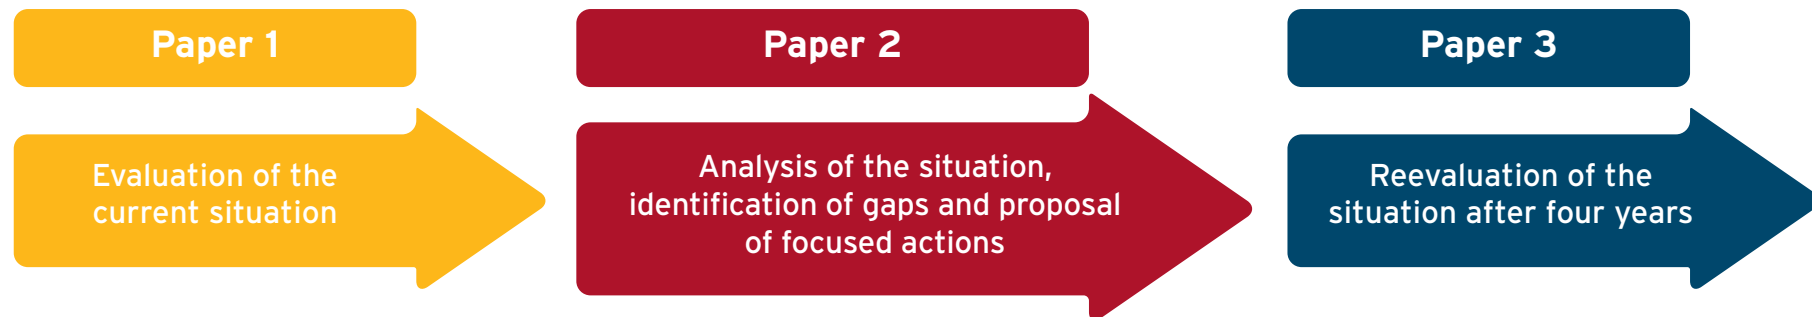 Paper 1
Evaluation of the
current situation
Paper 2
Analysis of the situation,
identification of gaps and proposal
of focused actions
Paper 3
Reevaluation of the
situation after four years